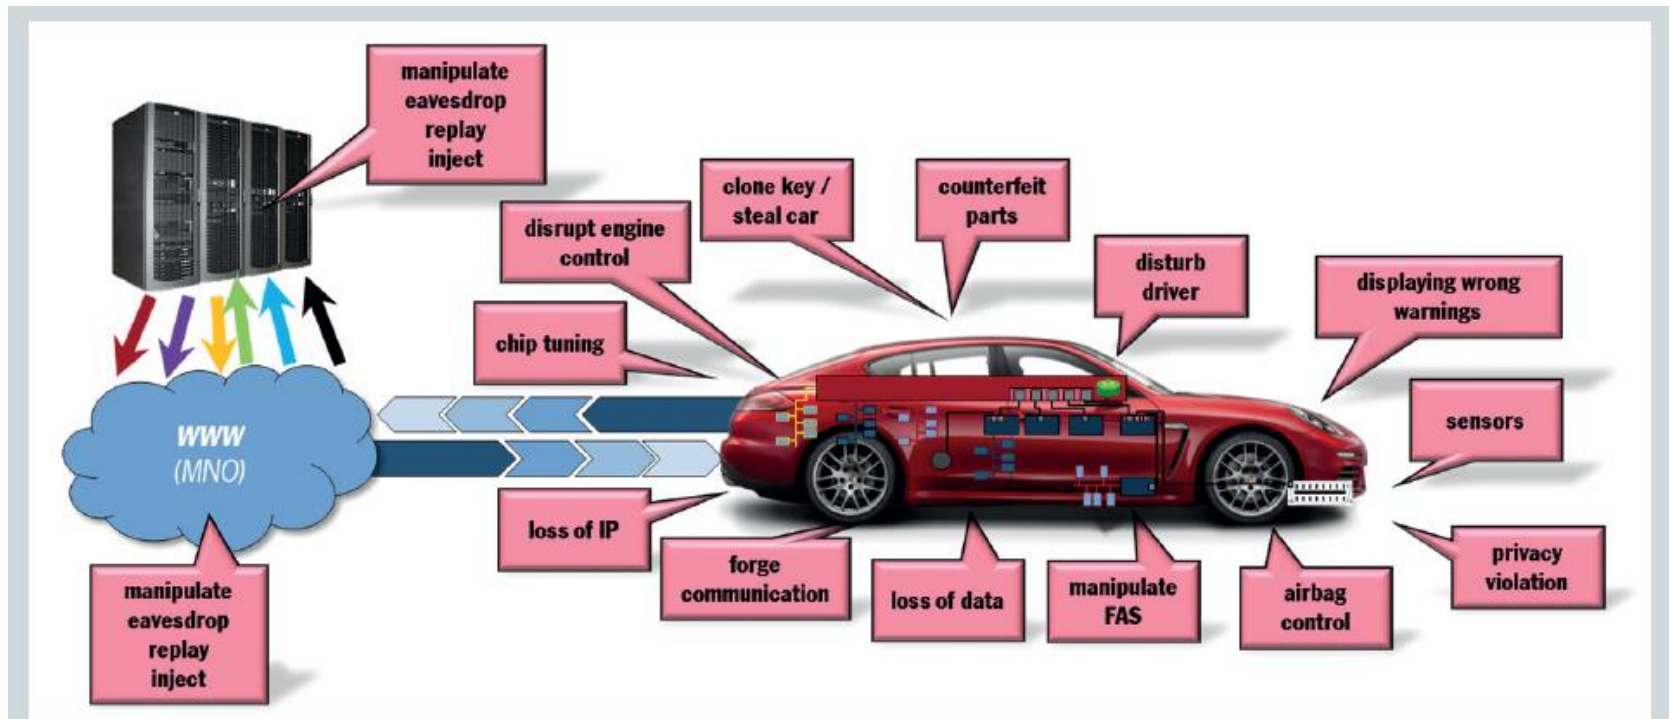 manipulate
eavesdrop
replay
inject
clone key /
steal car
counterfeit
parts
disrupt engine
control
disturb
driver
displaying wrong
warnings
chip tuning
sensors
WWW
(MNO)
loss of IP
forge
communication
loss of data
manipulate
FAS
airbag
control
privacy
violation
manipulate
eavesdrop
replay
inject